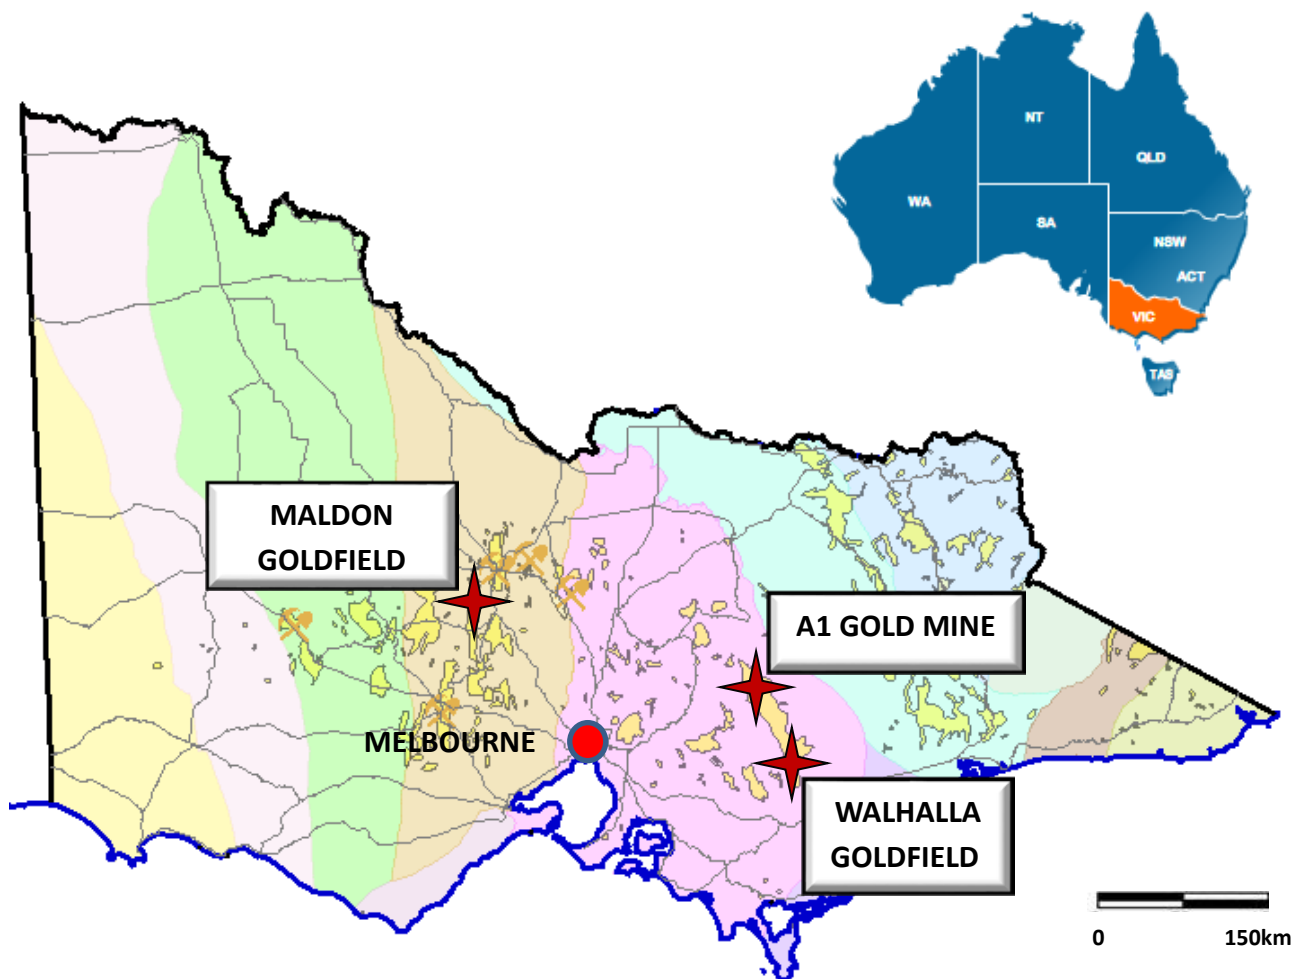 NT
QLD
WA
SA
NSW
ACT
VIC
TAS
MALDON
GOLDFIELD
A1 GOLD MINE
MELBOURNE
WALHALLA
GOLDFIELD
0 150km